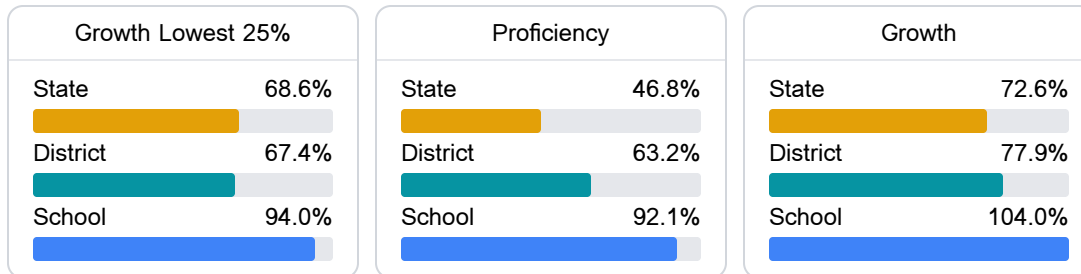 Growth Lowest 25%
State 68.6%
District 67.4%
School 94.0%
Proficiency
State 46.8%
District 63.2%
School 92.1%
Growth
State 72.6%
District 77.9%
School 104.0%